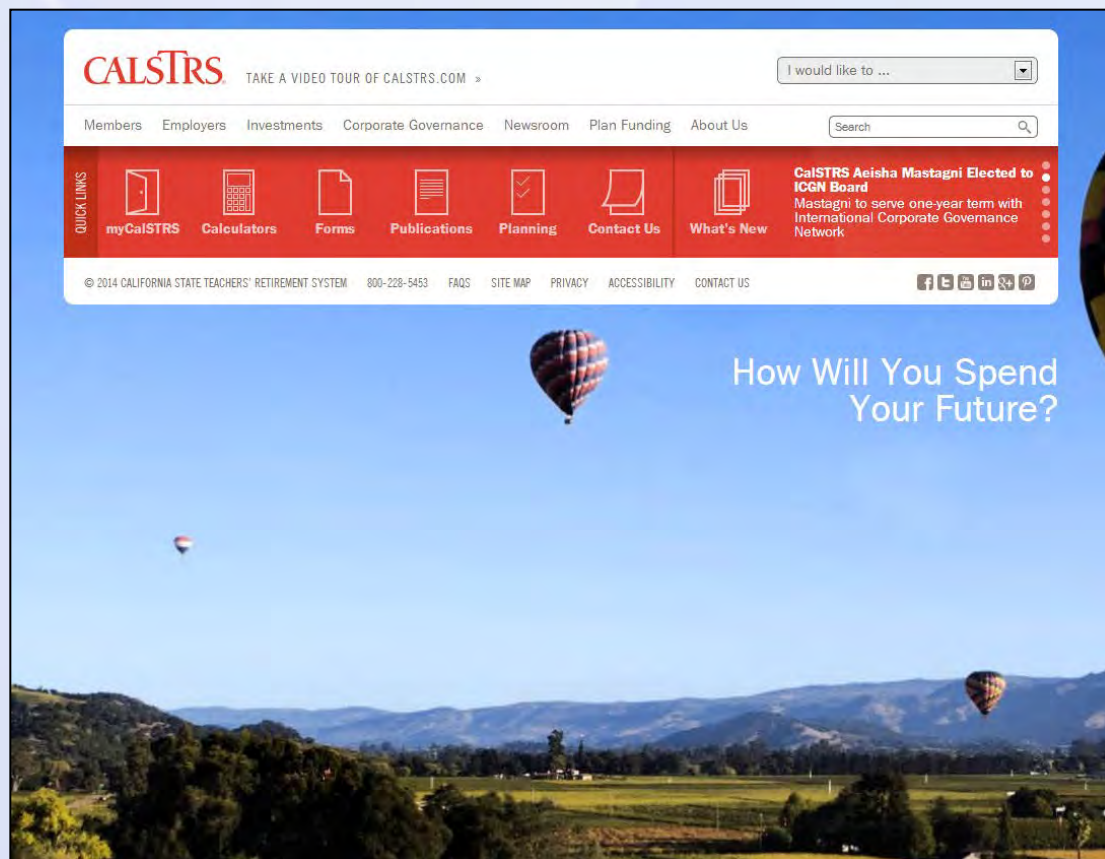 CALSTRS
TAKE A VIDEO TOUR OF CALSTRS.COM »
I would like to ...
Members Employers Investments Corporate Governance Newsroom Plan Funding About Us
Search
QUICK LINKS
myCalSTRS Calculators Forms Publications Planning Contact Us What's New
CalSTRS Aeisha Mastagni Elected to
ICGN Board
Mastagni to serve one-year term with
International Corporate Governance
Network
© 2014 CALIFORNIA STATE TEACHERS' RETIREMENT SYSTEM 800-228-5453 FAQS SITE MAP PRIVACY ACCESSIBILITY CONTACT US
How Will You Spend
Your Future?